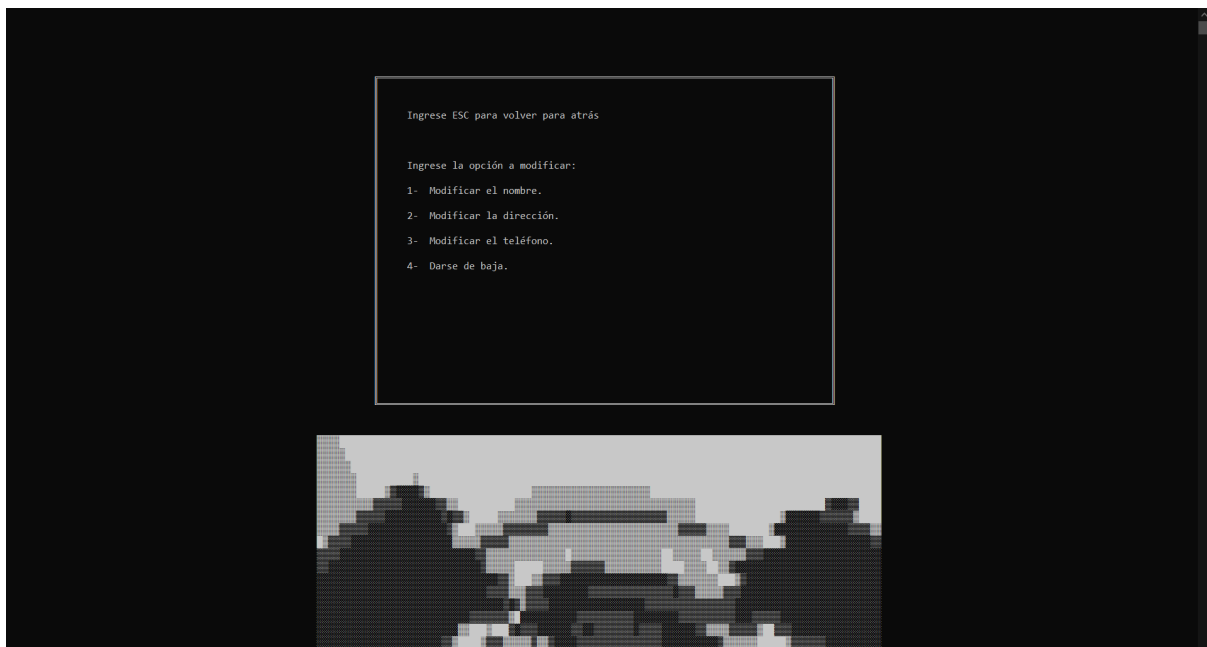 Ingrese ESC para volver para atrás
Ingrese la opción a modificar:
1- Modificar el nombre.
2- Modificar la dirección.
3- Modificar el teléfono.
4- Darse de baja.